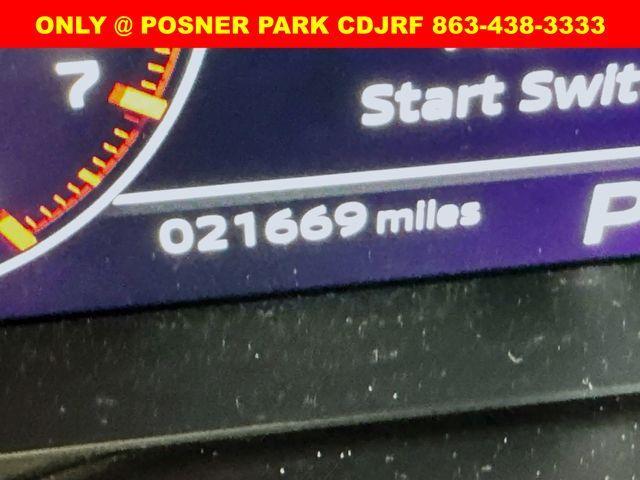 ONLY @ POSNER PARK CDJRF 863-438-3333
7
Start Swit
021669 miles
P